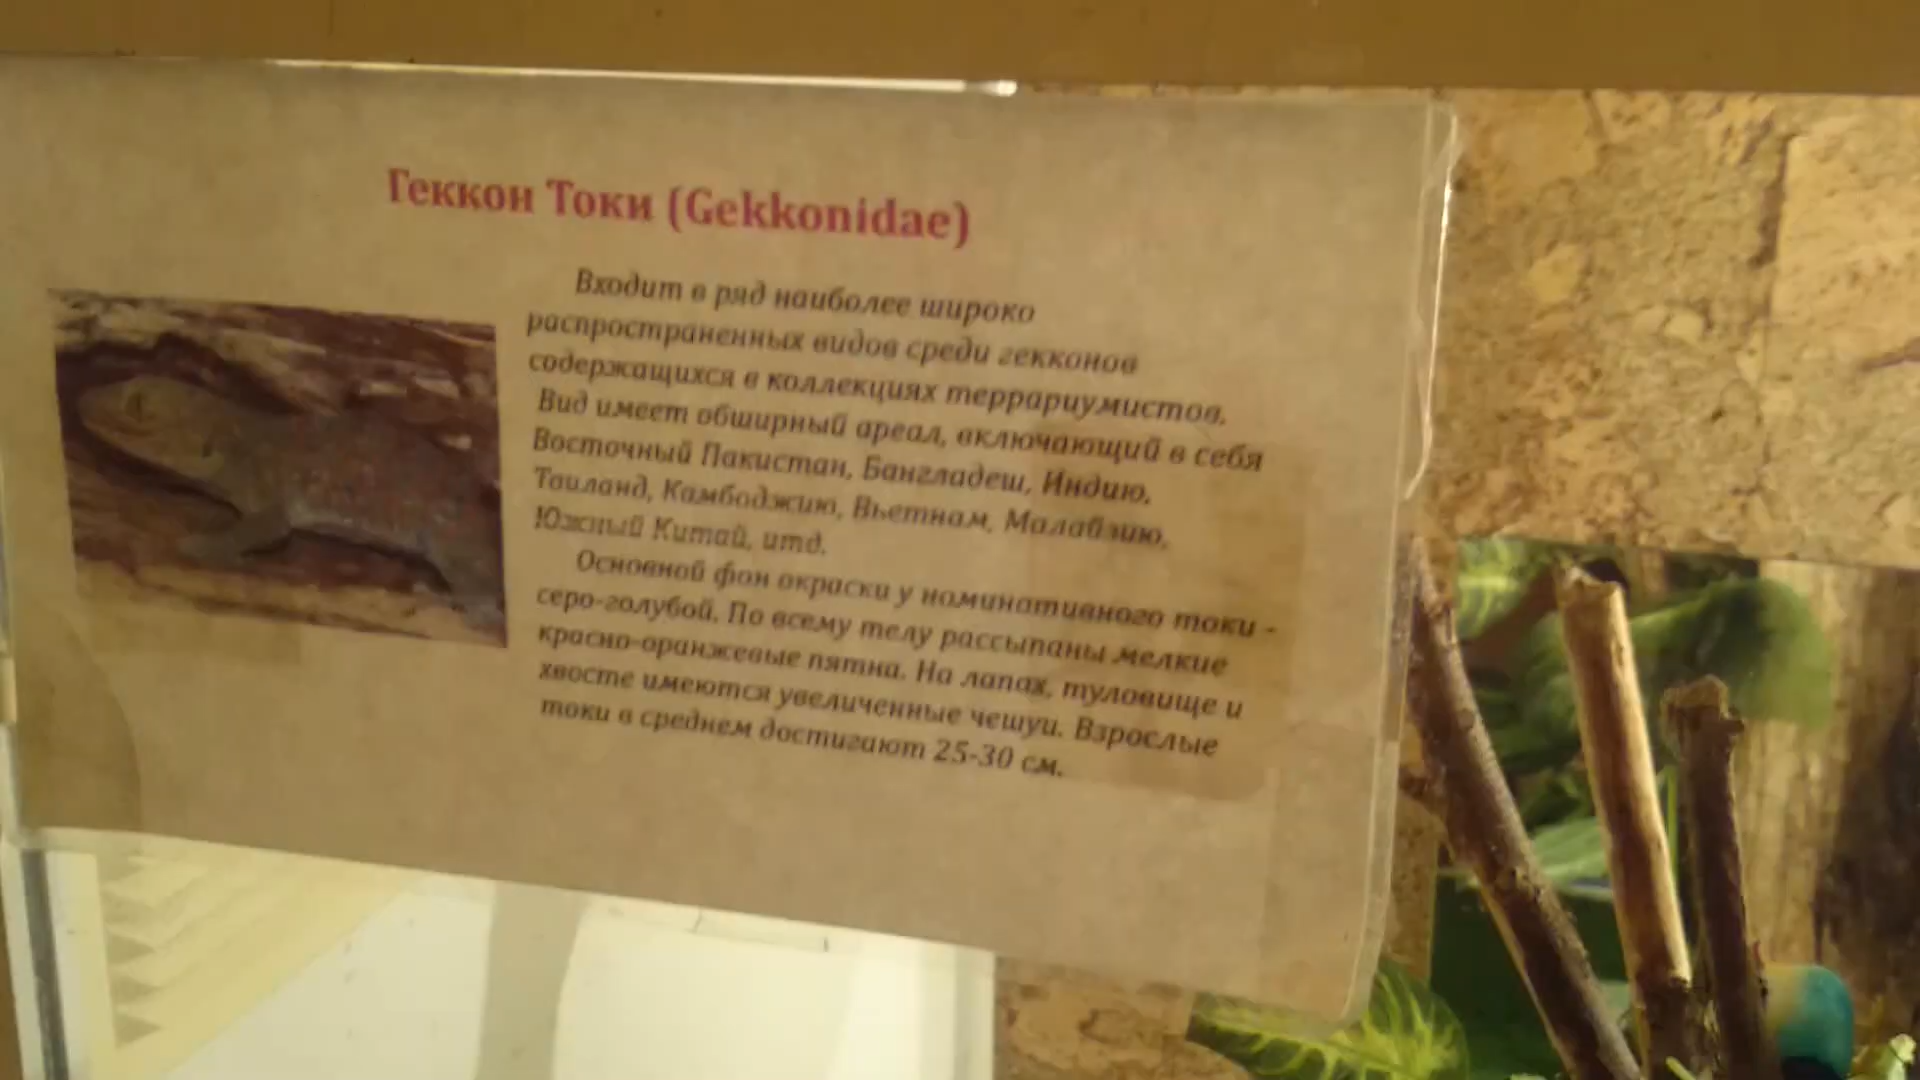 Геккон Токи (Gekkonidae)
Входит в ряд наиболее широко
распространенных видов среди гекконов
содержащихся в коллекциях террариумистов.
Вид имеет обширный ареал, включающий в себя
Восточный Пакистан, Бангладеш, Индию,
Таиланд, Камбоджию, Вьетнам, Малайзию,
Южный Китай, итд.
Основной фон окраски у номинативного токи -
серо-голубой. По всему телу рассыпаны мелкие
красно-оранжевые пятна. На лапах, туловище и
хвосте имеются увеличенные чешуи. Взрослые
токи в среднем достигают 25-30 см.